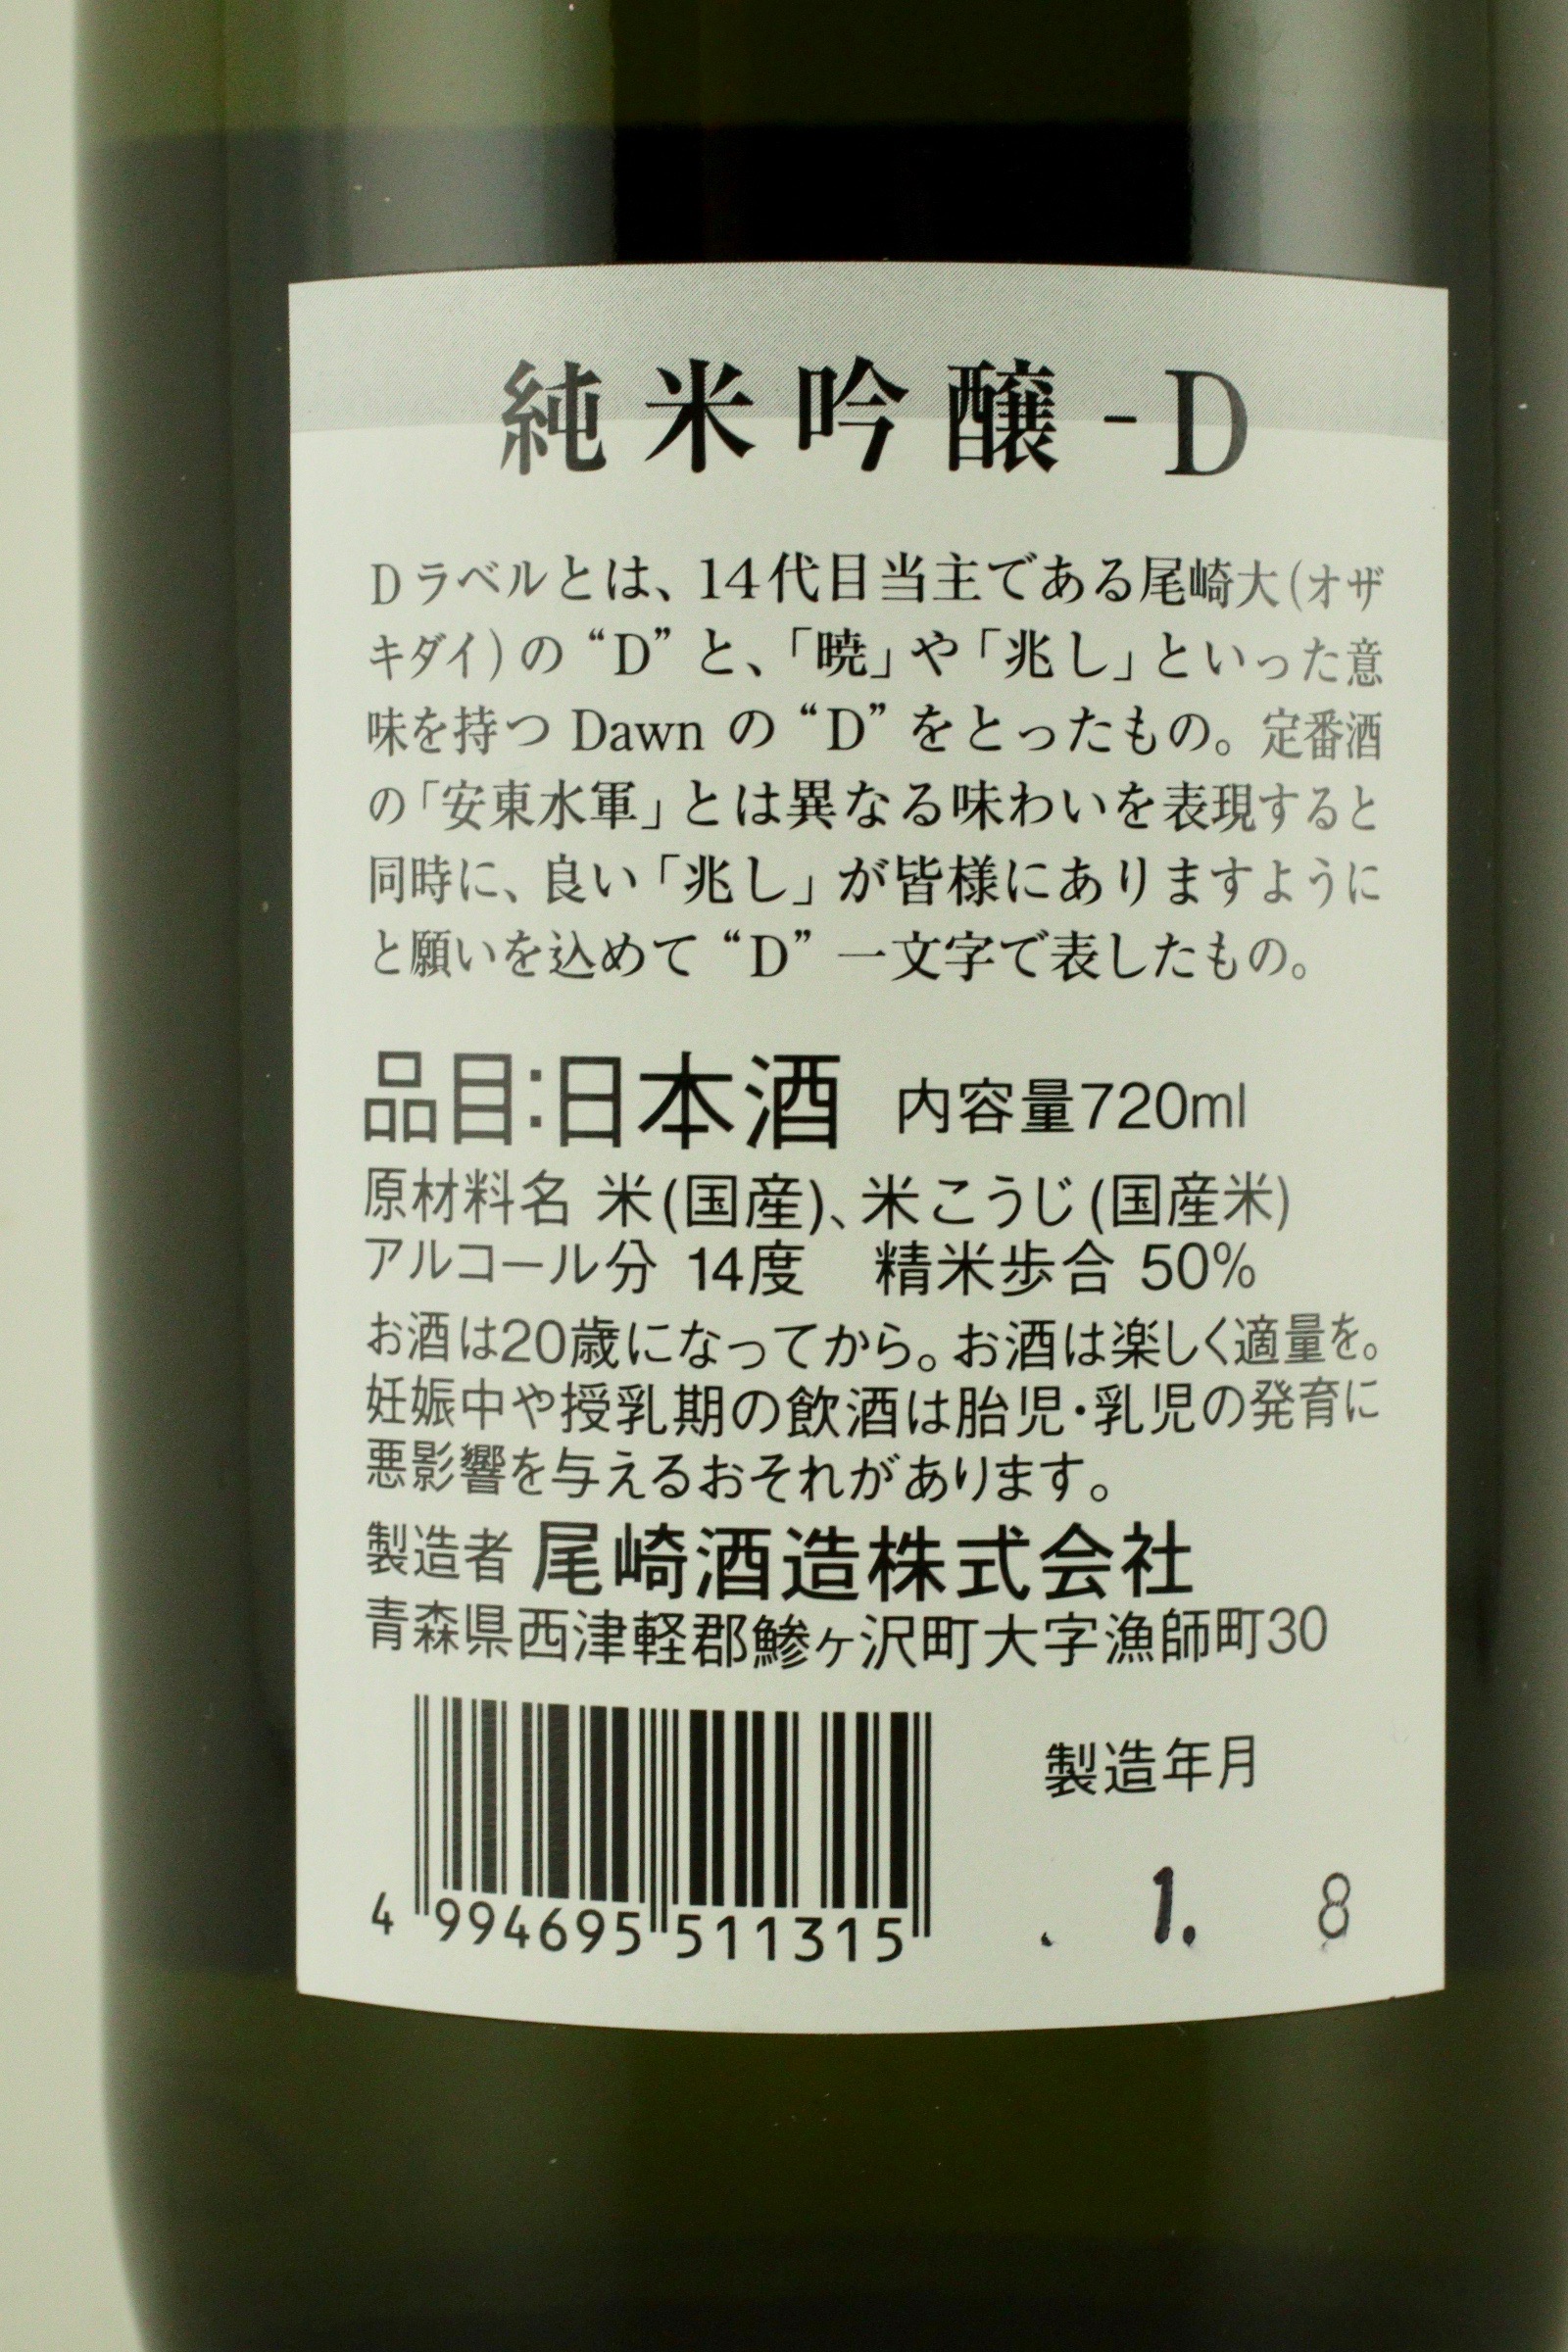 純米吟醸-D
Dラベルとは、14代目当主である尾崎大(オザ
キダイ)の“D”と、「暁」や「兆し」といった意
味を持つ Dawn の“D”をとったもの。定番酒
の「安東水軍」とは異なる味わいを表現すると
同時に、良い「兆し」が皆様にありますように
と願いを込めて“D”一文字で表したもの。
品目:日本酒 内容量720ml
原材料名 米(国産)、米こうじ(国産米)
アルコール分 14度 精米歩合 50%
お酒は20歳になってから。お酒は楽しく適量を。
妊娠中や授乳期の飲酒は胎児・乳児の発育に
悪影響を与えるおそれがあります。
製造者 尾崎酒造株式会社
青森県西津軽郡鰺ヶ沢町大字漁師町30
製造年月
. 1. 8
4 994695 511315